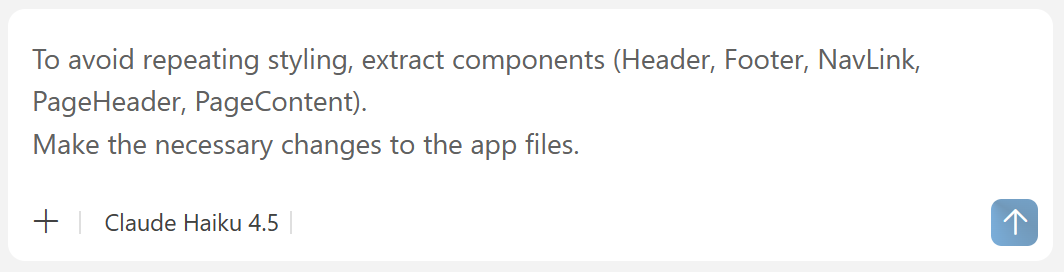 To avoid repeating styling, extract components (Header, Footer, NavLink,
PageHeader, PageContent).
Make the necessary changes to the app files.
Claude Haiku 4.5